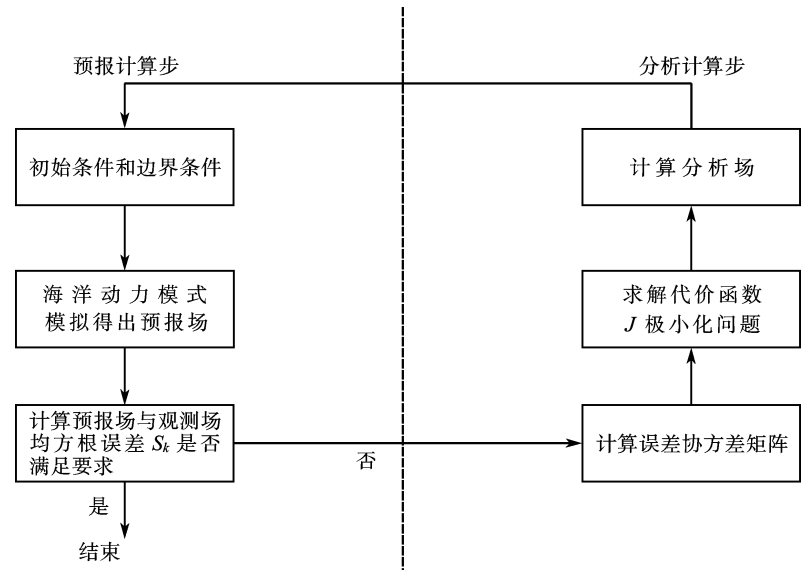 预报计算步
分析计算步
初始条件和边界条件
计算分析场
海洋动力模式
模拟得出预报场
求解代价函数
J 极小化问题
计算预报场与观测场
均方根误差 Sk 是否
满足要求
计算误差协方差矩阵
否
是
结束